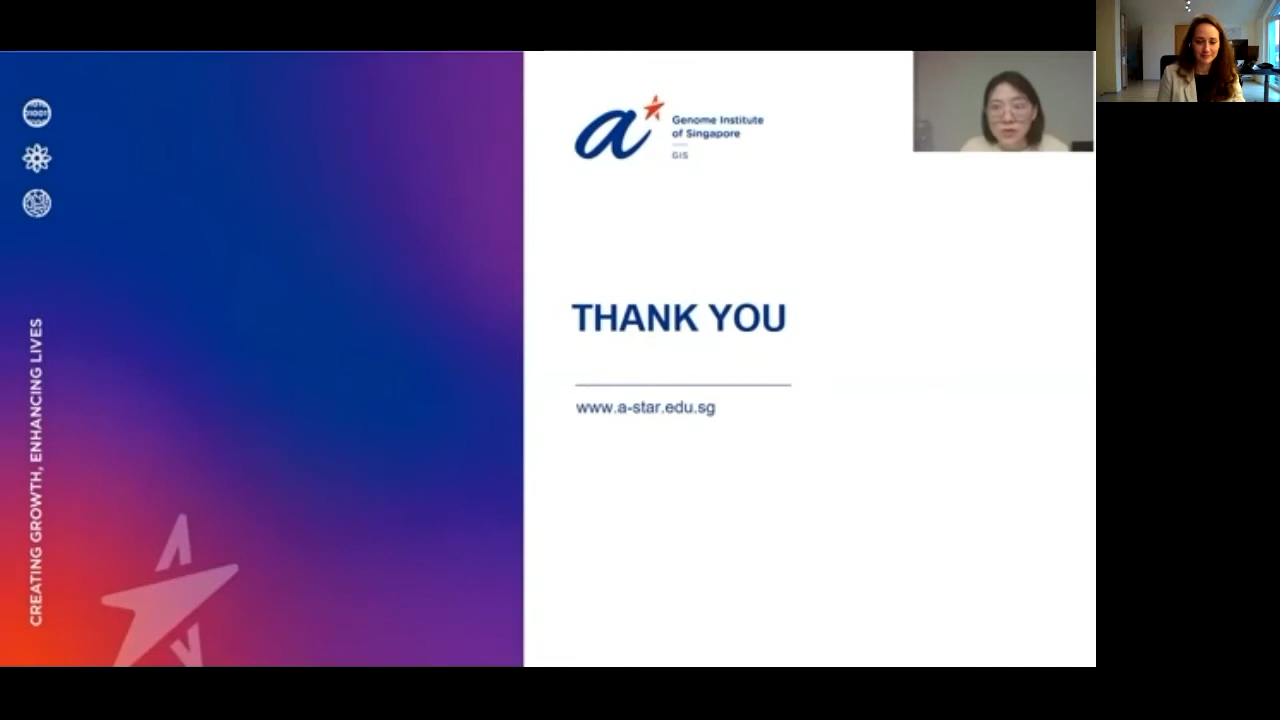 Genome Institute
of Singapore
GIS
THANK YOU
www.a-star.edu.sg
CREATING GROWTH, ENHANCING LIVES